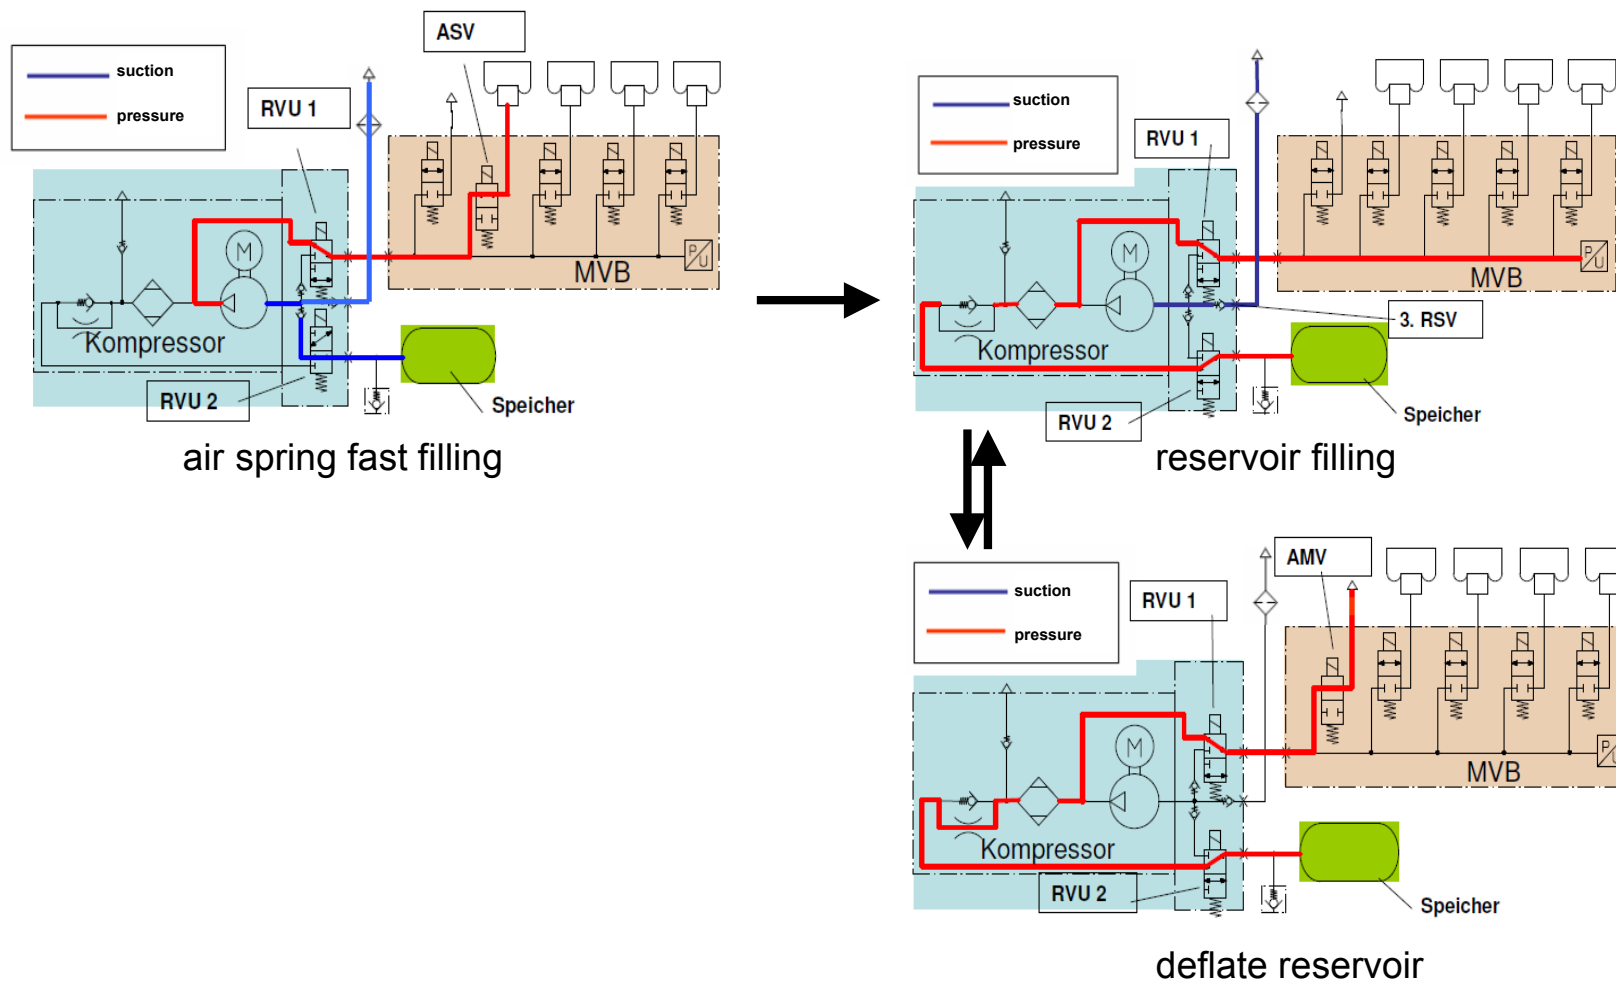 ASV
suction
pressure
RVU 1
M
P/U
MVB
Kompressor
RVU 2
Speicher
air spring fast filling
suction
pressure
RVU 1
M
P/U
MVB
3. RSV
Kompressor
RVU 2
Speicher
reservoir filling
AMV
suction
pressure
RVU 1
M
P/U
MVB
Kompressor
RVU 2
Speicher
deflate reservoir